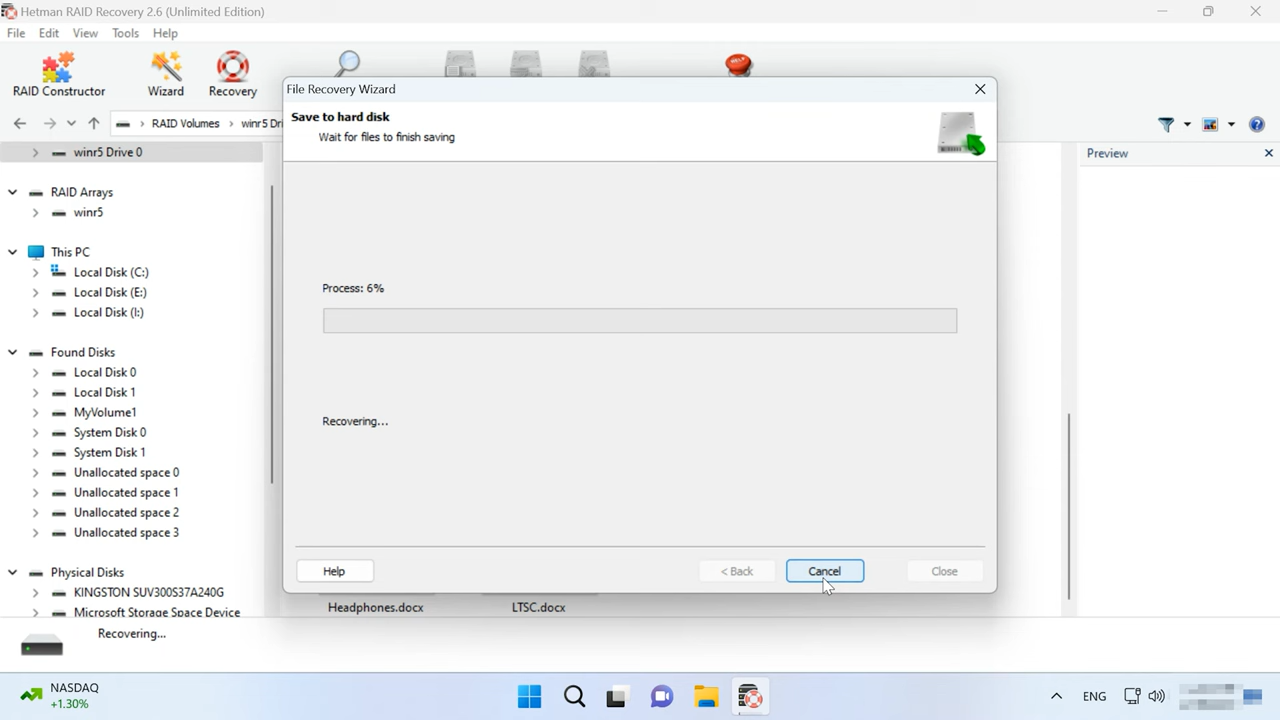 Hetman RAID Recovery 2.6 (Unlimited Edition)
File Edit View Tools Help
RAID Constructor Wizard Recovery
RAID Volumes winr5 Dri
winr5 Drive 0
RAID Arrays
winr5
This PC
Local Disk (C:)
Local Disk (E:)
Local Disk (I:)
Found Disks
Local Disk 0
Local Disk 1
MyVolume1
System Disk 0
System Disk 1
Unallocated space 0
Unallocated space 1
Unallocated space 2
Unallocated space 3
Physical Disks
KINGSTON SUV300S37A240G
Microsoft Storage Space Device
File Recovery Wizard
Save to hard disk
Wait for files to finish saving
Process: 6%
Recovering...
Help < Back Cancel Close
Headphones.docx LTSC.docx
Preview
Recovering...
NASDAQ
+1.30%
ENG